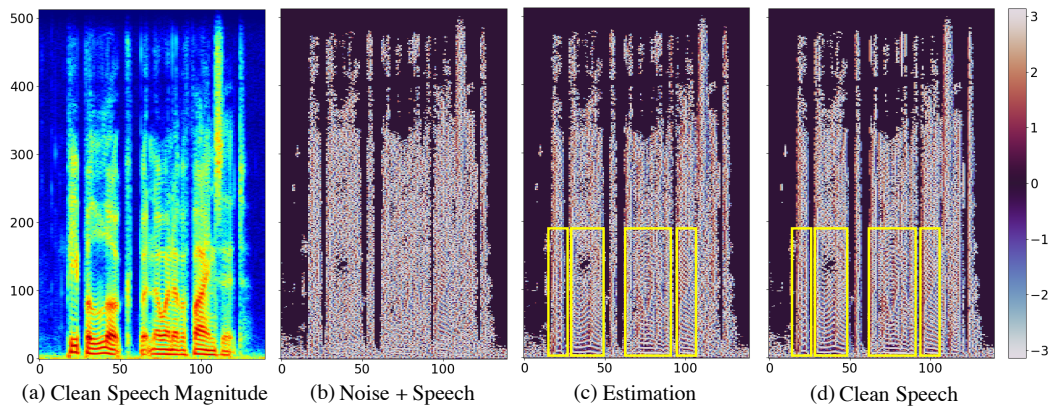 500
400
300
200
100
0
0 50 100
0 50 100
0 50 100
0 50 100
3
2
1
0
−1
−2
−3
(a) Clean Speech Magnitude
(b) Noise + Speech
(c) Estimation
(d) Clean Speech